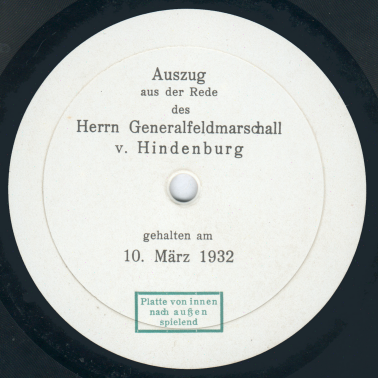 Auszug
aus der Rede
des
Herrn Generalfeldmarschall
v. Hindenburg
gehalten am
10. März 1932
Platte von innen
nach außen
spielend